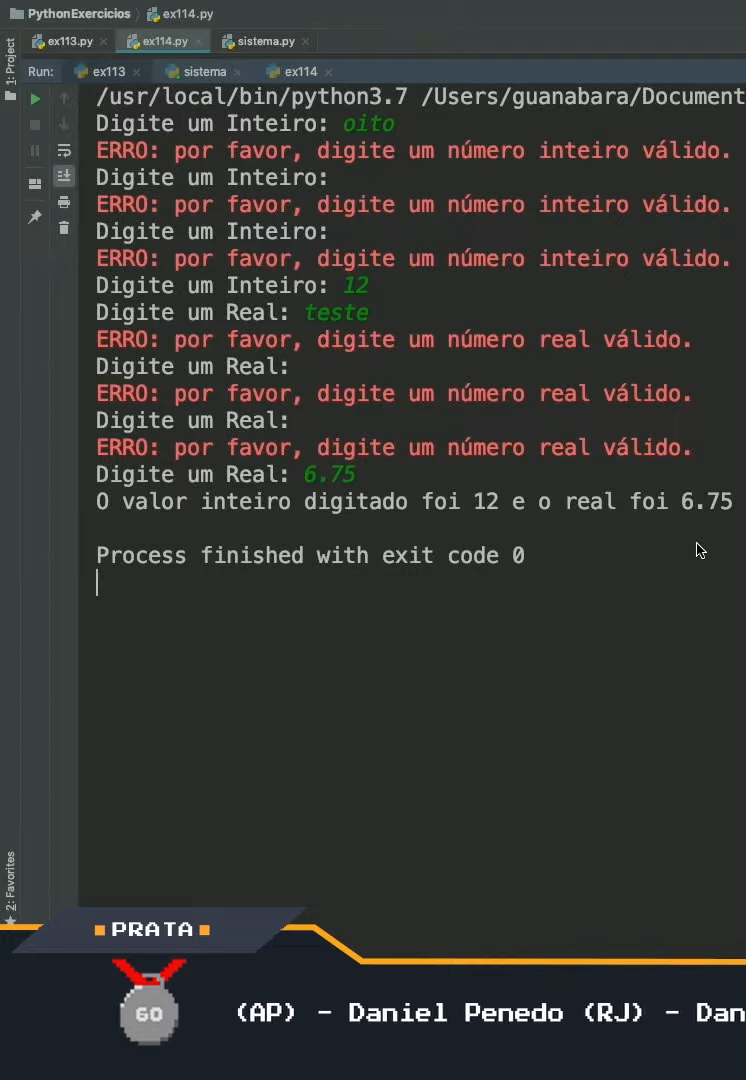 PythonExercicios ex114.py
ex113.py ex114.py sistema.py
1: Project
Run: ex113 sistema ex114
/usr/local/bin/python3.7 /Users/guanabara/Document
Digite um Inteiro: oito
ERRO: por favor, digite um número inteiro válido.
Digite um Inteiro:
ERRO: por favor, digite um número inteiro válido.
Digite um Inteiro:
ERRO: por favor, digite um número inteiro válido.
Digite um Inteiro: 12
Digite um Real: teste
ERRO: por favor, digite um número real válido.
Digite um Real:
ERRO: por favor, digite um número real válido.
Digite um Real:
ERRO: por favor, digite um número real válido.
Digite um Real: 6.75
O valor inteiro digitado foi 12 e o real foi 6.75
Process finished with exit code 0
2: Favorites
PRATA
GO
(AP) - Daniel Penedo (RJ) - Dan